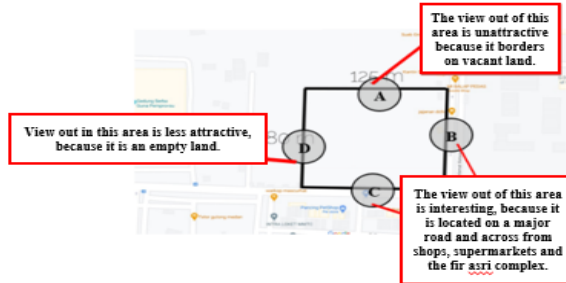 The view out of this
area is unattractive
because it borders
on vacant land.
A
View out in this area is less attractive,
because it is an empty land.
D
B
C
The view out of this area
is interesting, because it
is located on a major
road and across from
shops, supermarkets and
the fir asri complex.